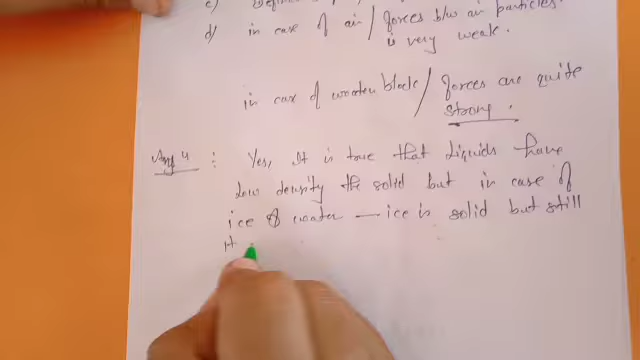 c)
d) in case of air / forces b/w air particles.
is very weak.
in case of wooden block / forces are quite
strong.
Ans 4 : Yes, It is true that liquids have
low density the solid but in case of
ice & water — ice is solid but still
it